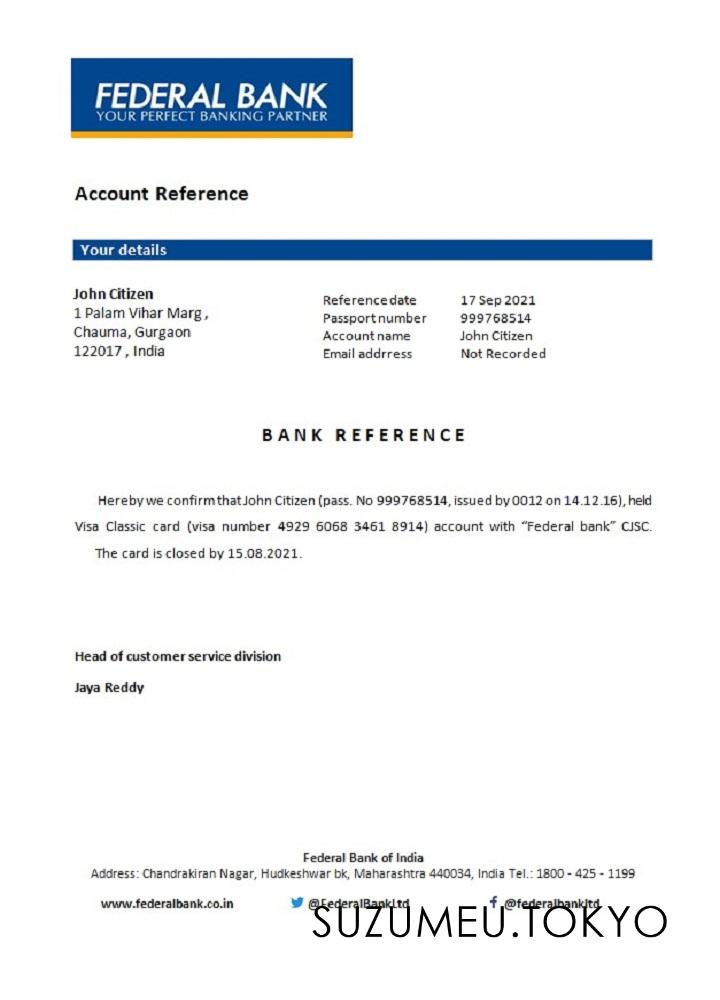 FEDERAL BANK
YOUR PERFECT BANKING PARTNER
Account Reference
Your details
John Citizen
1 Palam Vihar Marg,
Chauma, Gurgaon
122017, India
Reference date 17 Sep 2021
Passport number 999768514
Account name John Citizen
Email addrress Not Recorded
BANK REFERENCE
Hereby we confirm that John Citizen (pass. No 999768514, issued by 0012 on 14.12.16), held
Visa Classic card (visa number 4929 6068 3461 8914) account with “Federal bank” CJSC.
The card is closed by 15.08.2021.
Head of customer service division
Jaya Reddy
Federal Bank of India
Address: Chandrakiran Nagar, Hudkeshwar bk, Maharashtra 440034, India Tel.: 1800 - 425 - 1199
www.federalbank.co.in @FederalBankLtd @federalbankltd
SUZUMEU.TOKYO